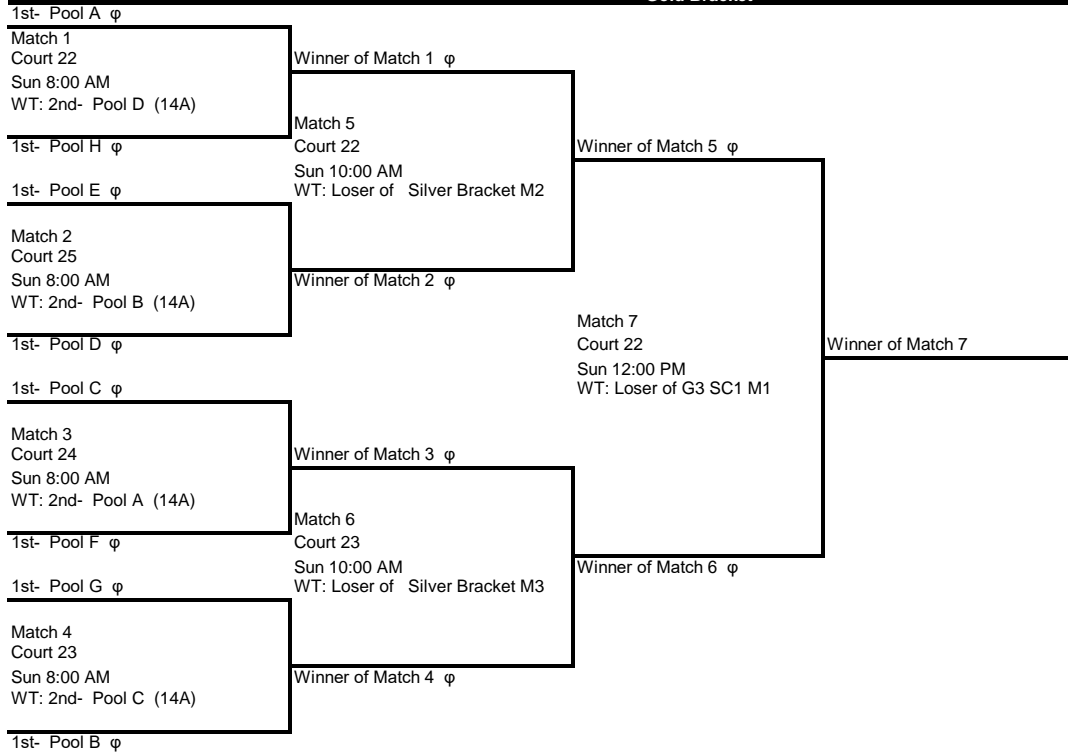 1st- Pool A φ
Match 1
Court 22
Sun 8:00 AM
WT: 2nd- Pool D (14A)
1st- Pool H φ
1st- Pool E φ
Match 2
Court 25
Sun 8:00 AM
WT: 2nd- Pool B (14A)
1st- Pool D φ
1st- Pool C φ
Match 3
Court 24
Sun 8:00 AM
WT: 2nd- Pool A (14A)
1st- Pool F φ
1st- Pool G φ
Match 4
Court 23
Sun 8:00 AM
WT: 2nd- Pool C (14A)
1st- Pool B φ
Winner of Match 1 φ
Match 5
Court 22
Sun 10:00 AM
WT: Loser of Silver Bracket M2
Winner of Match 2 φ
Winner of Match 3 φ
Match 6
Court 23
Sun 10:00 AM
WT: Loser of Silver Bracket M3
Winner of Match 4 φ
Winner of Match 5 φ
Match 7
Court 22
Sun 12:00 PM
WT: Loser of G3 SC1 M1
Winner of Match 6 φ
Winner of Match 7